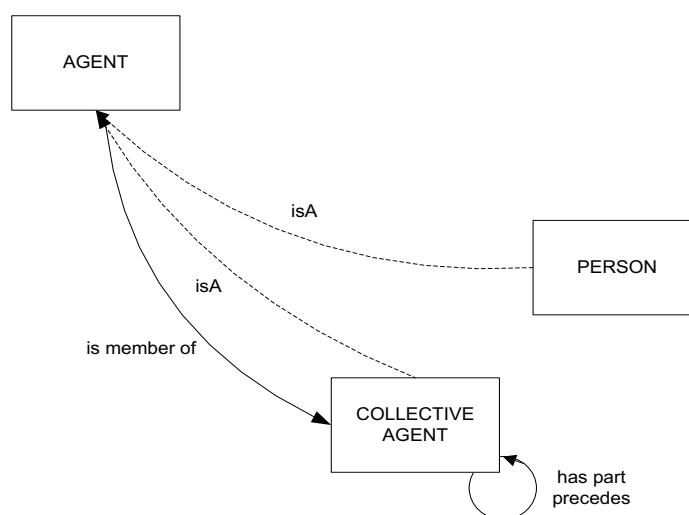 AGENT
isA
PERSON
isA
is member of
COLLECTIVE
AGENT
has part
precedes